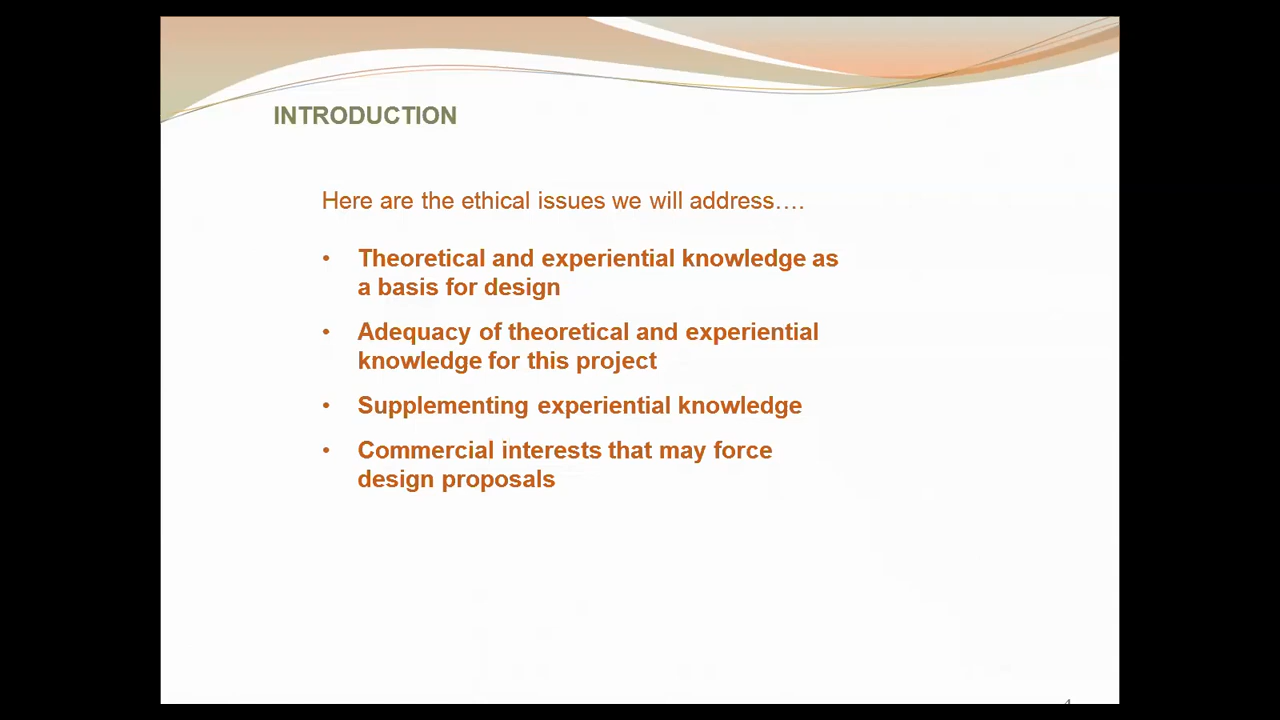 INTRODUCTION
Here are the ethical issues we will address....
• Theoretical and experiential knowledge as
a basis for design
• Adequacy of theoretical and experiential
knowledge for this project
• Supplementing experiential knowledge
• Commercial interests that may force
design proposals